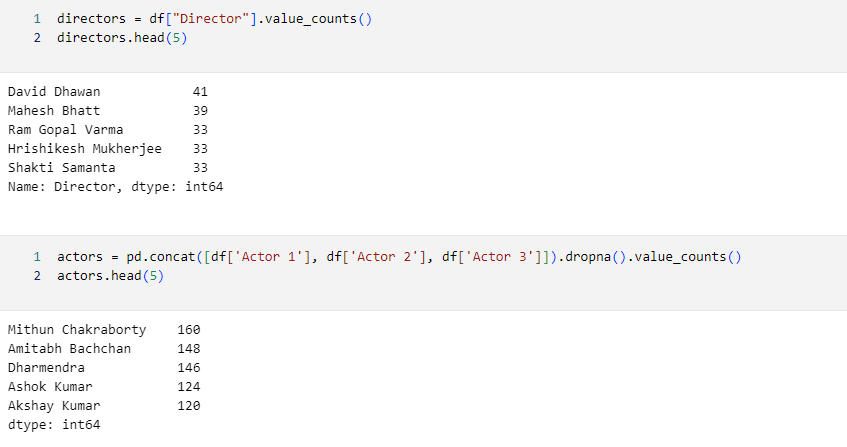 1 directors = df["Director"].value_counts()
2 directors.head(5)
David Dhawan 41
Mahesh Bhatt 39
Ram Gopal Varma 33
Hrishikesh Mukherjee 33
Shakti Samanta 33
Name: Director, dtype: int64
1 actors = pd.concat([df['Actor 1'], df['Actor 2'], df['Actor 3']]).dropna().value_counts()
2 actors.head(5)
Mithun Chakraborty 160
Amitabh Bachchan 148
Dharmendra 146
Ashok Kumar 124
Akshay Kumar 120
dtype: int64